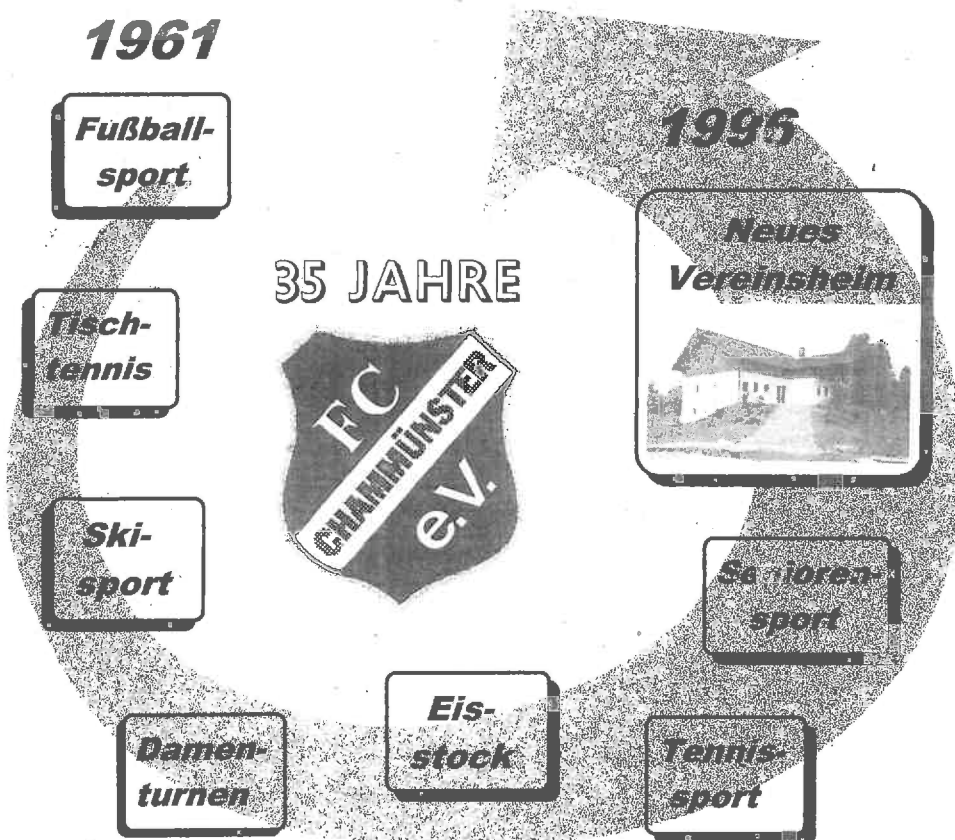 1961
Fußball-
sport
Tisch-
tennis
Ski-
sport
Damen-
turnen
Eis-
stock
Tennis-
sport
Senioren-
sport
1996
Neues
Vereinsheim
35 JAHRE
FC
CHAMMÜNSTER
e.V.